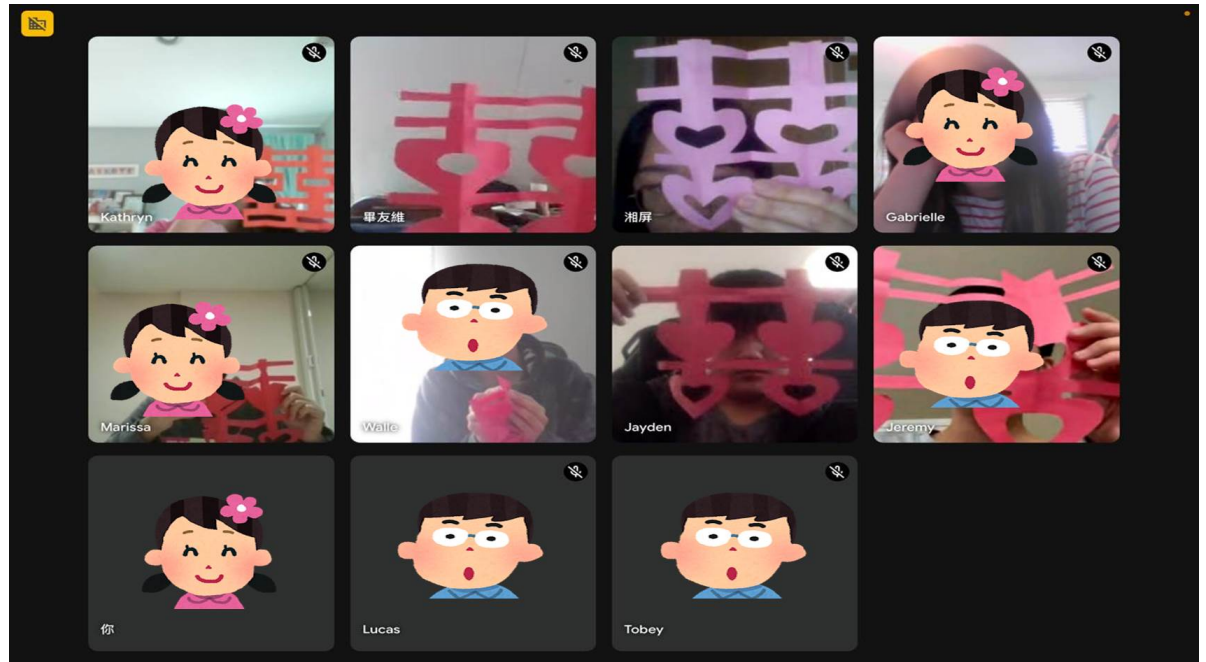 Kathryn
畢友維
湘屏
Gabrielle
Marissa
Walle
Jayden
Jeremy
你
Lucas
Tobey